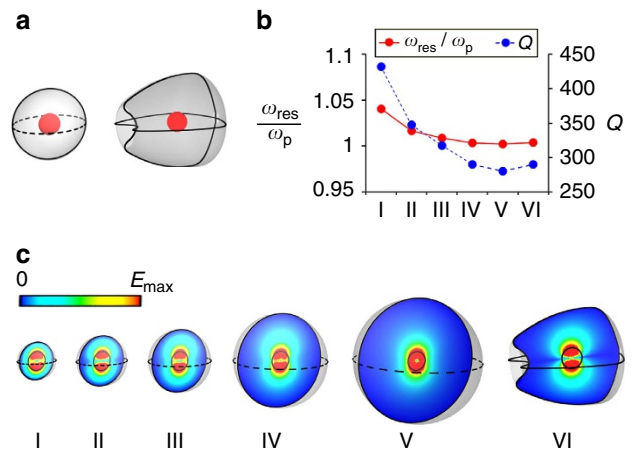 a
b
ω_res / ω_p Q
1.1
1.05
1
0.95
ω_res
ω_p
450
400
350
300
250
Q
I II III IV V VI
c
0 E_max
I II III IV V VI